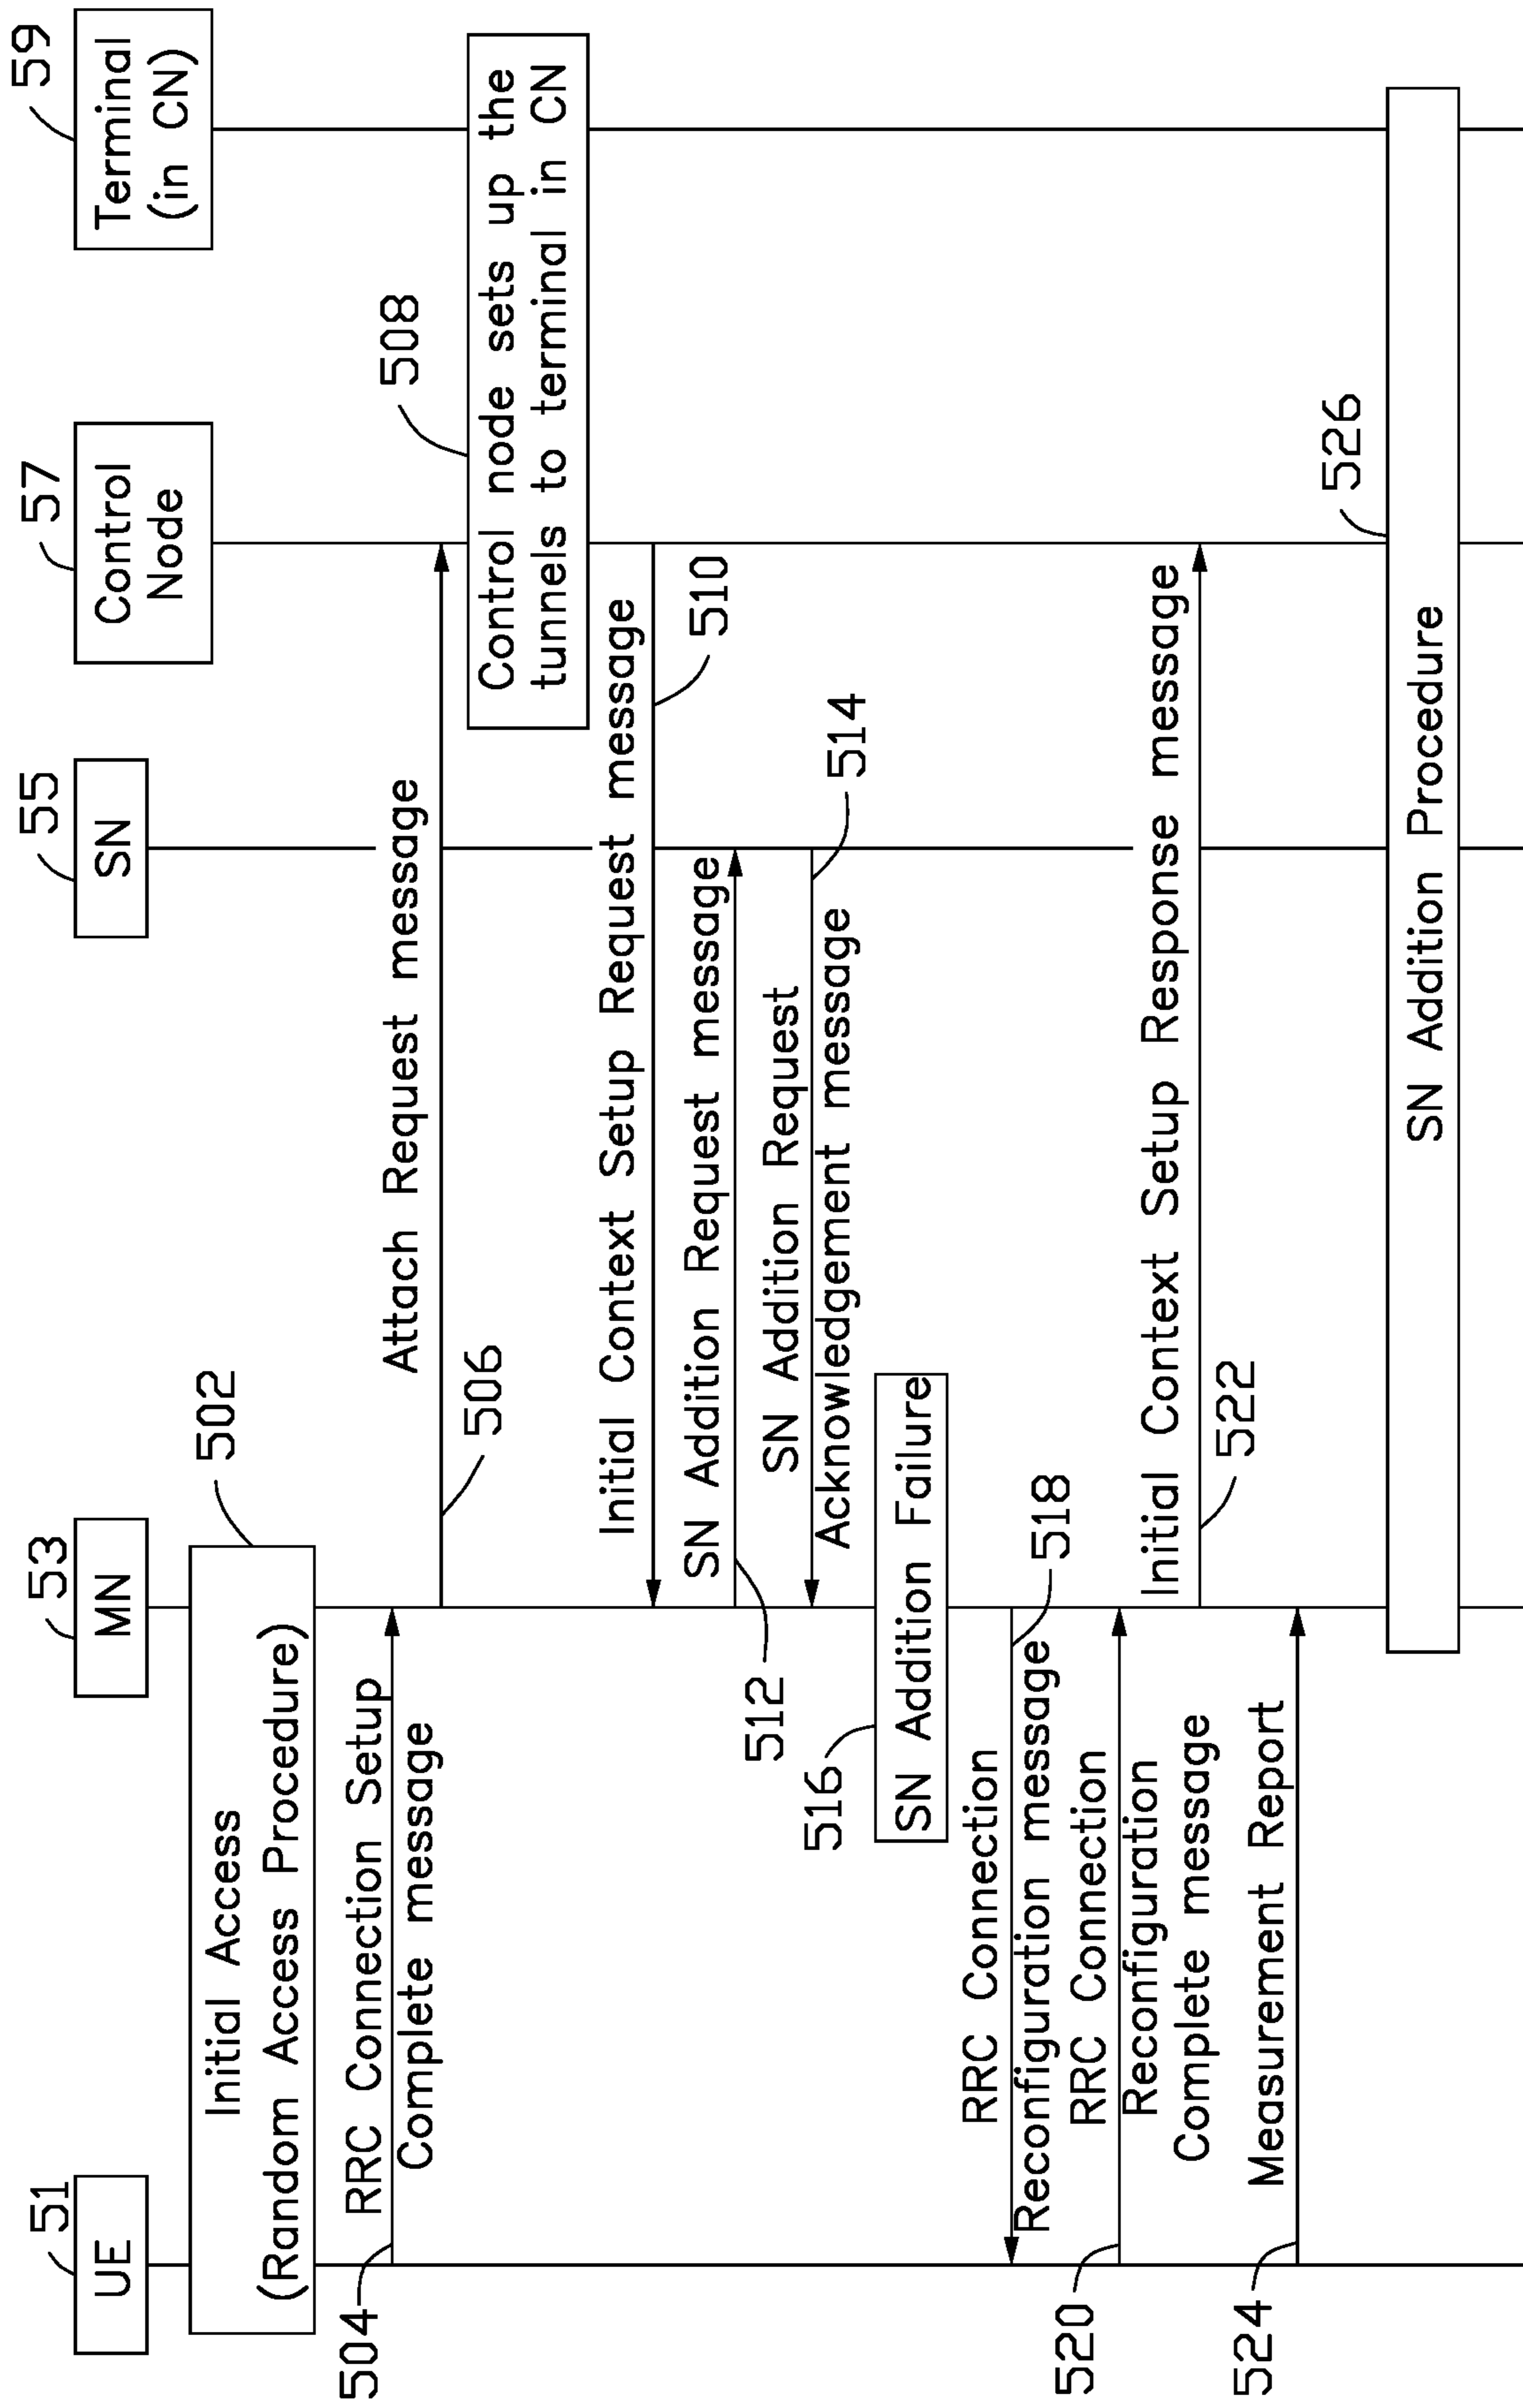 51
UE
53
MN
55
SN
57
Control
Node
59
Terminal
(in CN)
502
Initial Access
(Random Access Procedure)
504
RRC Connection Setup
Complete message
Attach Request message
506
508
Control node sets up the
tunnels to terminal in CN
Initial Context Setup Request message
510
SN Addition Request message
512
514
SN Addition Request
Acknowledgement message
516
SN Addition Failure
RRC Connection
Reconfiguration message
518
520
RRC Connection
Reconfiguration
Complete message
Initial Context Setup Response message
522
524
Measurement Report
526
SN Addition Procedure